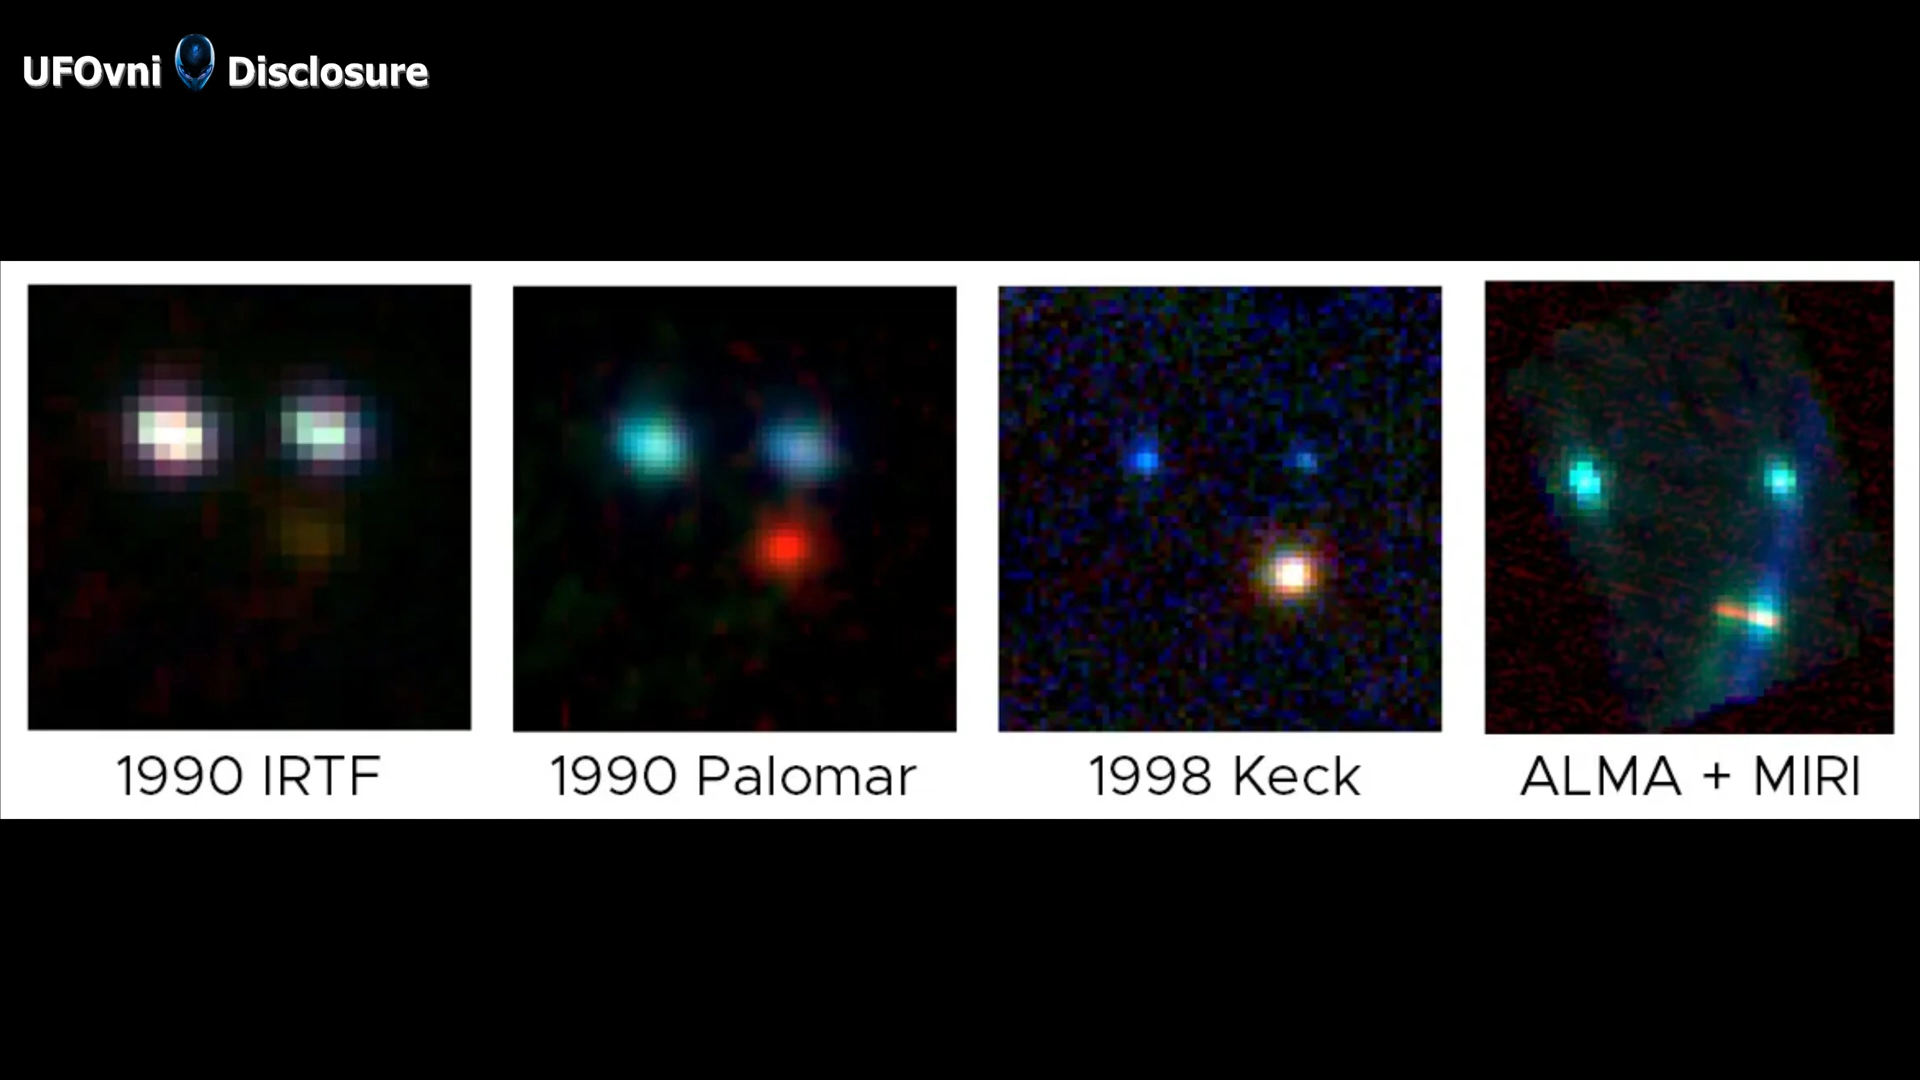 UFOvni Disclosure
1990 IRTF
1990 Palomar
1998 Keck
ALMA + MIRI